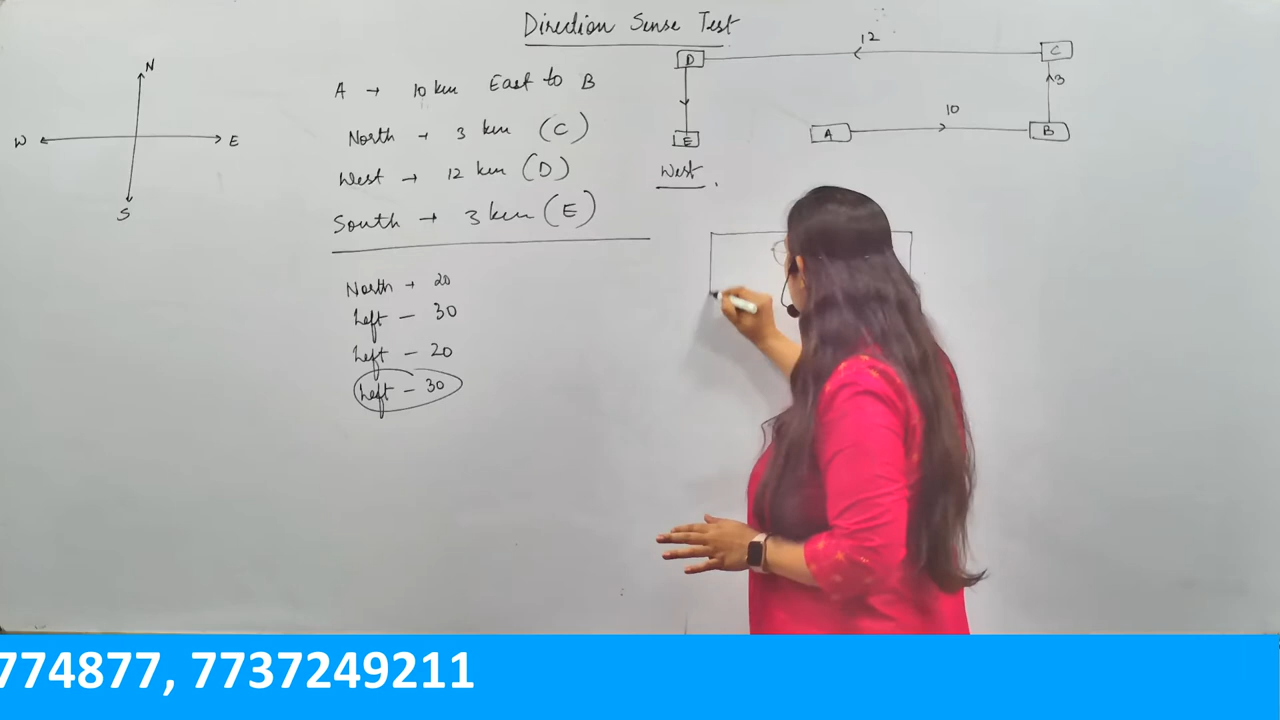 Direction Sense Test
N
W
E
S
A → 10 km East to B
North → 3 km (C)
West → 12 km (D)
South → 3 km (E)
North → 20
Left – 30
Left – 20
Left – 30
D
12
C
3
E
A
10
B
West.
774877, 7737249211